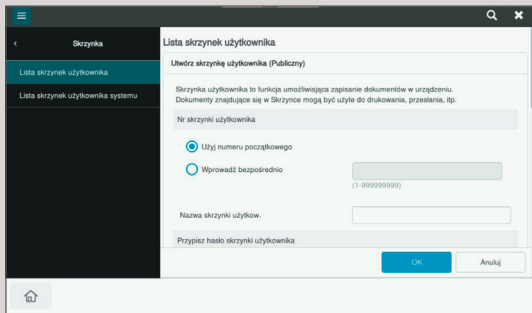 Skrzynka
Lista skrzynek użytkownika
Lista skrzynek użytkownika systemu
Lista skrzynek użytkownika
Utwórz skrzynkę użytkownika (Publiczny)
Skrzynka użytkownika to funkcja umożliwiająca zapisanie dokumentów w urządzeniu.
Dokumenty znajdujące się w Skrzynce mogą być użyte do drukowania, przesłania, itp.
Nr skrzynki użytkownika
Użyj numeru początkowego
Wprowadź bezpośrednio
(1-999999999)
Nazwa skrzynki użytkow.
Przypisz hasło skrzynki użytkownika
OK
Anuluj